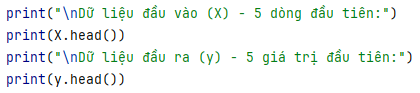 print("\nDữ liệu đầu vào (X) - 5 dòng đầu tiên:")
print(X.head())
print("\nDữ liệu đầu ra (y) - 5 giá trị đầu tiên:")
print(y.head())